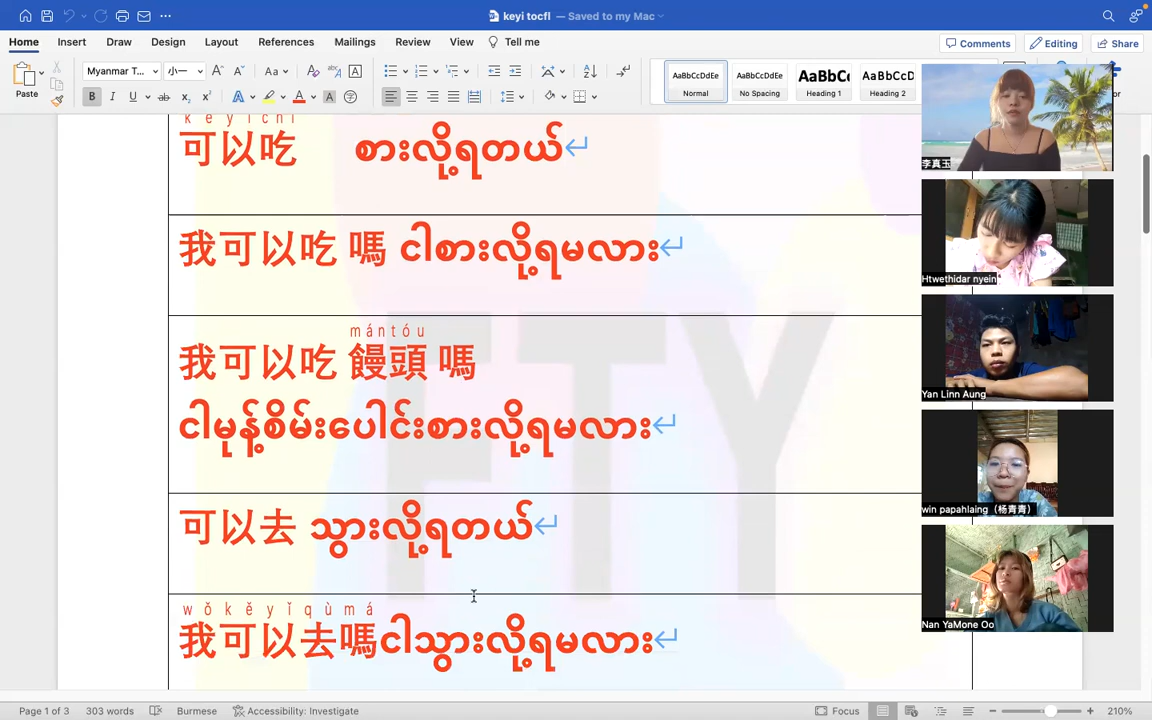 keyi tocfl — Saved to my Mac
Home Insert Draw Design Layout References Mailings Review View Tell me
Comments Editing Share
Paste
Myanmar T... 小一
B I U
AaBbCcDdEe AaBbCcDdEe AaBbC AaBbCcD
Normal No Spacing Heading 1 Heading 2
kěyǐchī
可以吃 စားလို့ရတယ်
我可以吃 嗎 ငါစားလို့ရမလား
mántóu
我可以吃 饅頭 嗎
ငါမုန့်စိမ်းပေါင်းစားလို့ရမလား
可以去 သွားလို့ရတယ်
wǒkěyǐqùmá
我可以去嗎ငါသွားလို့ရမလား
FTY
李真玉
Htwethidar nyein
Yan Linn Aung
win papahlaing（杨青青）
Nan YaMone Oo
Page 1 of 3 303 words Burmese Accessibility: Investigate Focus 210%